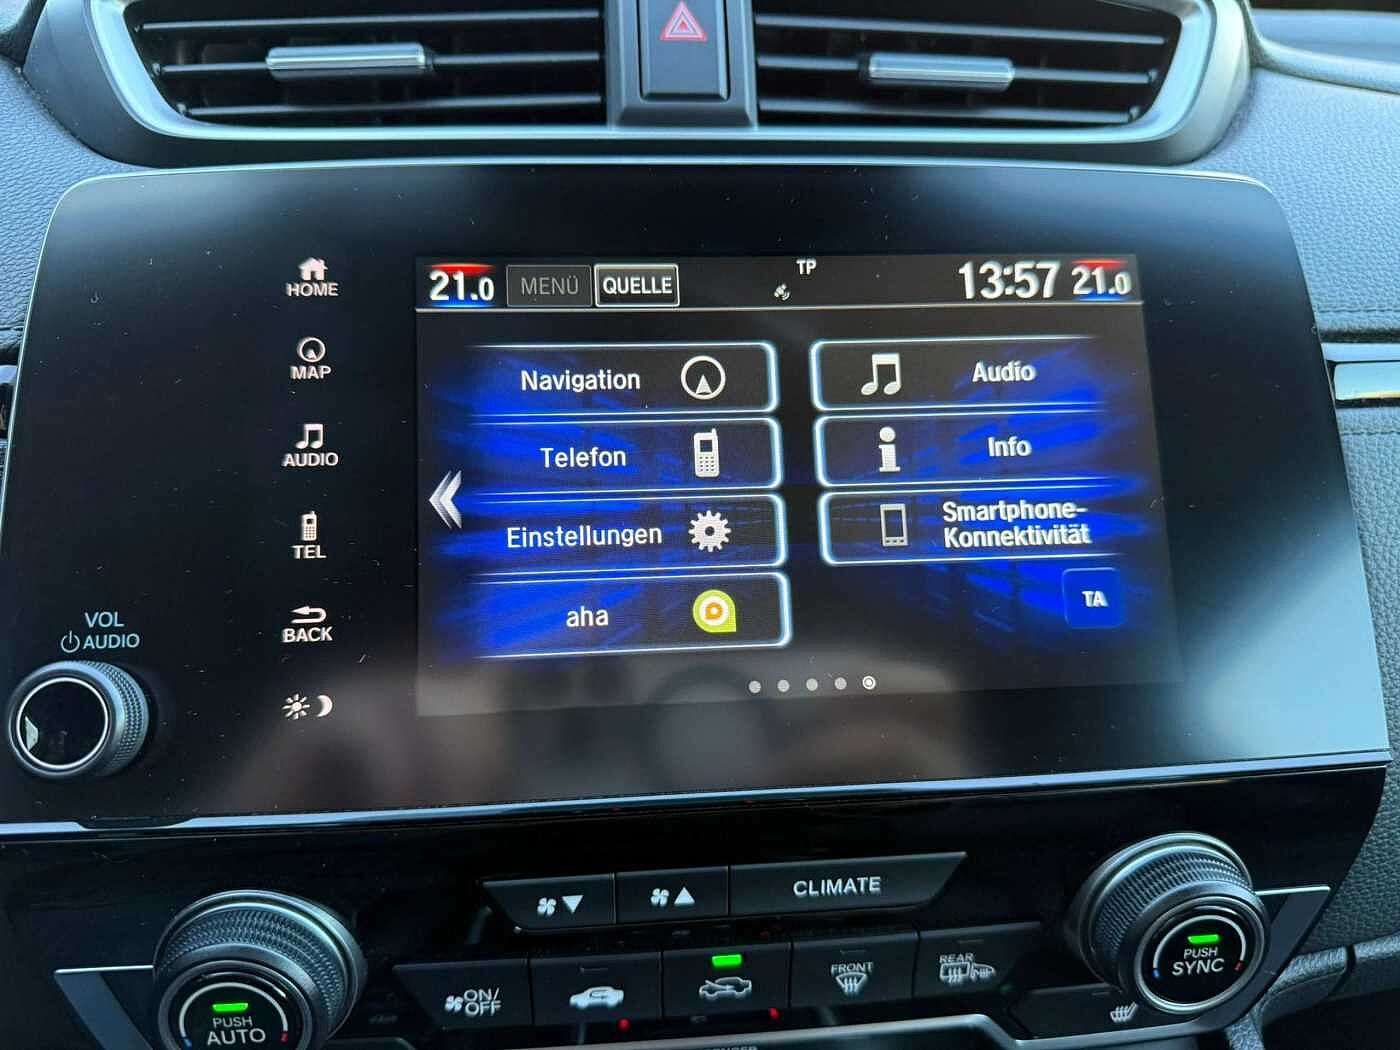 TP
21.0 MENÜ QUELLE 13:57 21.0
HOME
MAP
AUDIO
TEL
BACK
VOL
AUDIO
Navigation
Audio
Telefon
Info
Einstellungen
Smartphone-
Konnektivität
aha
TA
CLIMATE
ON/
OFF
FRONT
REAR
PUSH
AUTO
PUSH
SYNC